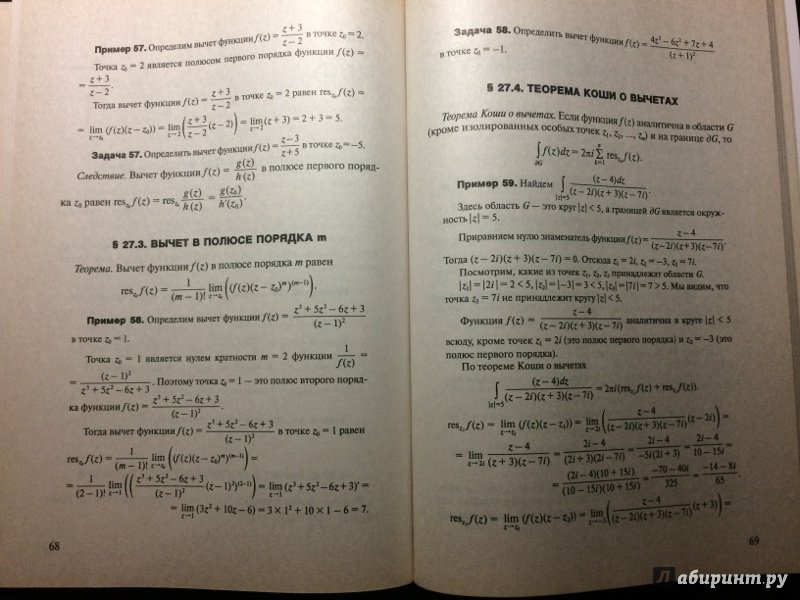 Пример 57. Определим вычет функции f(z) = (z + 3)/(z − 2) в точке z₀ = 2.
Точка z₀ = 2 является полюсом первого порядка функции f(z) =
= (z + 3)/(z − 2).
Тогда вычет функции f(z) = (z + 3)/(z − 2) в точке z₀ = 2 равен res_{z₀} f(z) =
= lim_{z→z₀} (f(z)(z − z₀)) = lim_{z→2} ((z + 3)/(z − 2) (z − 2)) = lim_{z→2} (z + 3) = 2 + 3 = 5.
Задача 57. Определить вычет функции f(z) = (z − 3)/(z + 5) в точке z₀ = −5.
Следствие. Вычет функции f(z) = g(z)/h(z) в полюсе первого поряд-
ка z₀ равен res_{z₀} f(z) = res_{z₀} g(z)/h(z) = g(z₀)/h′(z₀).
§ 27.3. ВЫЧЕТ В ПОЛЮСЕ ПОРЯДКА m
Теорема. Вычет функции f(z) в полюсе порядка m равен
res_{z₀} f(z) = 1/(m − 1)! lim_{z→z₀} ((f(z)(z − z₀)^m)^(m−1)).
Пример 58. Определим вычет функции f(z) = (z³ + 5z² − 6z + 3)/(z − 1)²
в точке z₀ = 1.
Точка z₀ = 1 является нулем кратности m = 2 функции 1/f(z) =
= (z − 1)²/(z³ + 5z² − 6z + 3). Поэтому точка z₀ = 1 — это полюс второго поряд-
ка функции f(z) = (z³ + 5z² − 6z + 3)/(z − 1)².
Тогда вычет функции f(z) = (z³ + 5z² − 6z + 3)/(z − 1)² в точке z₀ = 1 равен
res_{z₀} f(z) = 1/(m − 1)! lim_{z→z₀} ((f(z)(z − z₀)^m)^(m−1)) =
= 1/(2 − 1)! lim_{z→1} (((z³ + 5z² − 6z + 3)/(z − 1)² (z − 1)²)^(2−1)) = lim_{z→1} (z³ + 5z² − 6z + 3)′ =
= lim_{z→1} (3z² + 10z − 6) = 3 × 1² + 10 × 1 − 6 = 7.
68
Задача 58. Определить вычет функции f(z) = (4z³ − 6z² + 7z + 4)/(z + 1)²
в точке z₀ = −1.
§ 27.4. ТЕОРЕМА КОШИ О ВЫЧЕТАХ
Теорема Коши о вычетах. Если функция f(z) аналитична в области G
(кроме изолированных особых точек z₁, z₂, ..., zₙ) и на границе ∂G, то
∫_{∂G} f(z)dz = 2πi Σ_{k=1} res_{zₖ} f(z).
Пример 59. Найдем ∫_{|z|=5} (z − 4)dz/((z − 2i)(z + 3)(z − 7i)).
Здесь область G — это круг |z| < 5, а границей ∂G является окруж-
ность |z| = 5.
Приравняем нулю знаменатель функции f(z) = (z − 4)/((z − 2i)(z + 3)(z − 7i)).
Тогда (z − 2i)(z + 3)(z − 7i) = 0. Отсюда z₁ = 2i, z₂ = −3, z₃ = 7i.
Посмотрим, какие из точек z₁, z₂, z₃ принадлежат области G.
|z₁| = |2i| = 2 < 5, |z₂| = |−3| = 3 < 5, |z₃| = |7i| = 7 > 5. Мы видим, что
точка z₃ = 7i не принадлежит кругу |z| < 5.
Функция f(z) = (z − 4)/((z − 2i)(z + 3)(z − 7i)) аналитична в круге |z| < 5
всюду, кроме точек z₁ = 2i (это полюс первого порядка) и z₂ = −3 (это
полюс первого порядка).
По теореме Коши о вычетах
∫_{|z|=5} (z − 4)dz/((z − 2i)(z + 3)(z − 7i)) = 2πi(res_{z₁} f(z) + res_{z₂} f(z)).
res_{z₁} f(z) = lim_{z→z₁} (f(z)(z − z₁)) = lim_{z→2i} ((z − 4)/((z − 2i)(z + 3)(z − 7i)) (z − 2i)) =
= lim_{z→2i} (z − 4)/((z + 3)(z − 7i)) = (2i − 4)/((2i + 3)(2i − 7i)) = (2i − 4)/(−5i(2i + 3)) = (2i − 4)/(10 − 15i) =
= (2i − 4)(10 + 15i)/((10 − 15i)(10 + 15i)) = (−70 − 40i)/325 = (−14 − 8i)/65.
res_{z₂} f(z) = lim_{z→z₂} (f(z)(z − z₂)) = lim_{z→−3} ((z − 4)/((z − 2i)(z + 3)(z − 7i)) (z + 3)) =
69
Лабиринт.ру